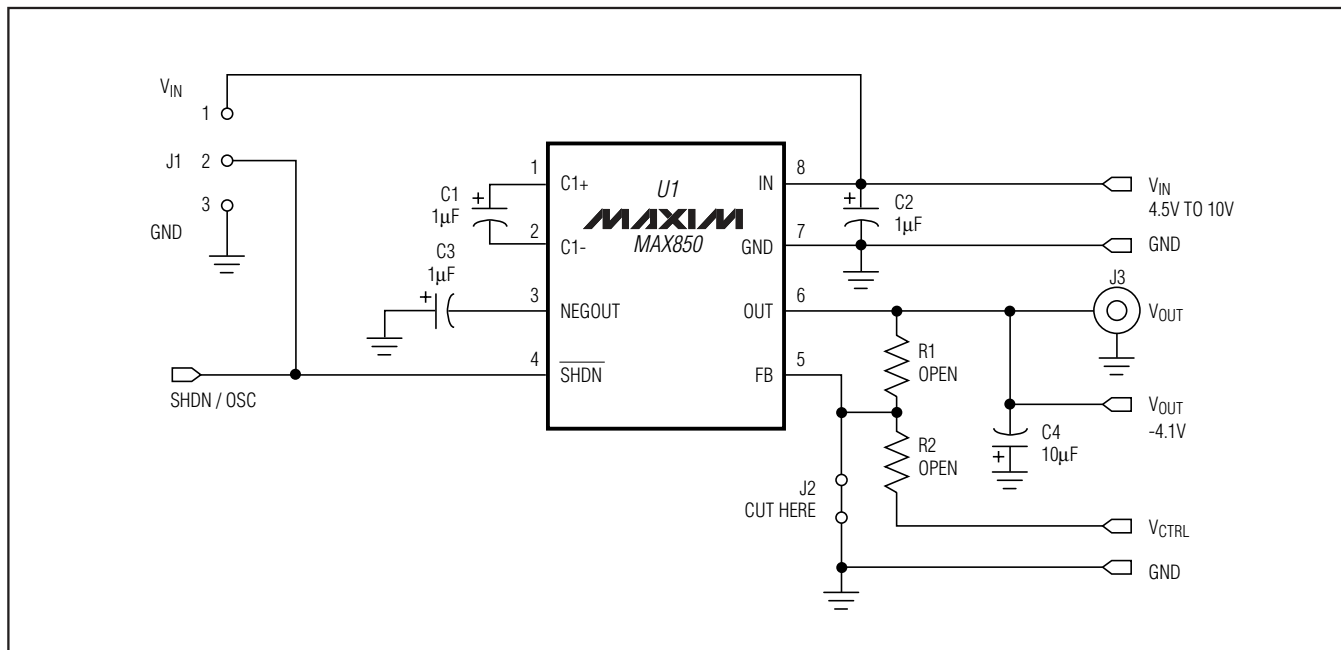 V_IN
1
J1
2
3
GND
SHDN / OSC
C1
1µF
C3
1µF
1
2
3
4
C1+
C1-
NEGOUT
SHDN
U1
MAXIM
MAX850
IN
GND
OUT
FB
8
7
6
5
+
+
+
C2
1µF
V_IN
4.5V TO 10V
GND
J3
V_OUT
R1
OPEN
R2
OPEN
V_OUT
-4.1V
C4
10µF
+
J2
CUT HERE
V_CTRL
GND